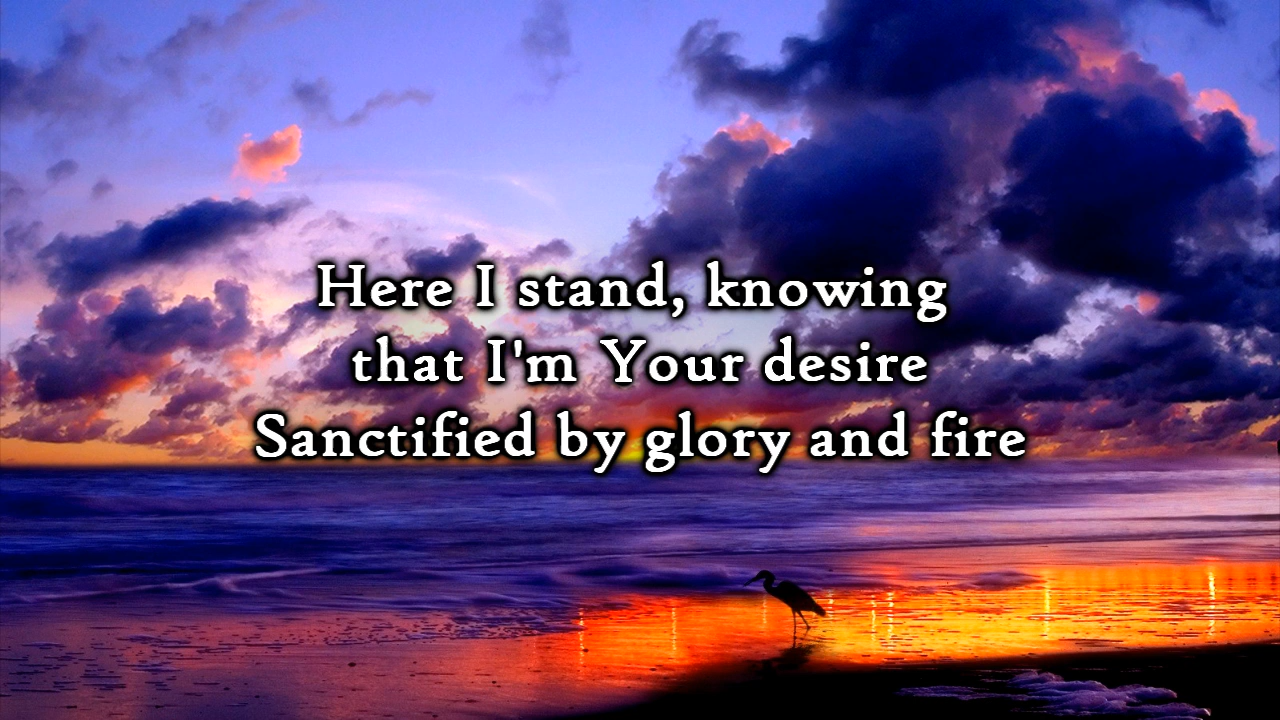 Here I stand, knowing
that I'm Your desire
Sanctified by glory and fire